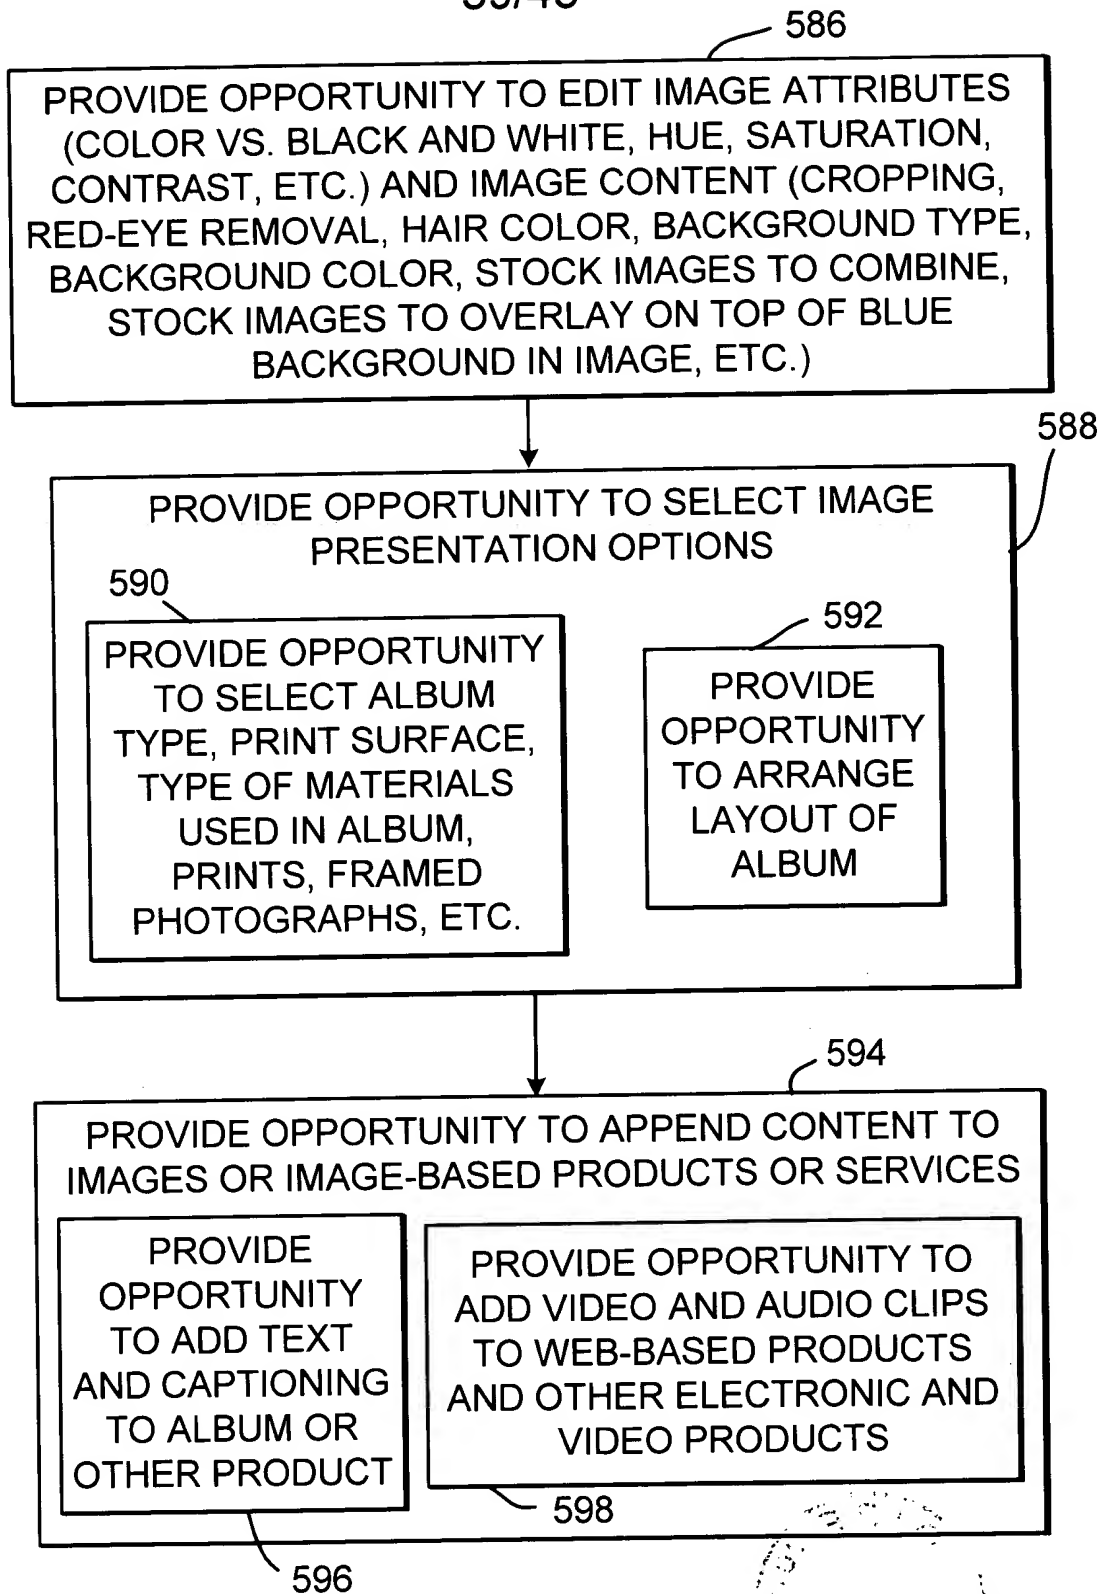 586
PROVIDE OPPORTUNITY TO EDIT IMAGE ATTRIBUTES
(COLOR VS. BLACK AND WHITE, HUE, SATURATION,
CONTRAST, ETC.) AND IMAGE CONTENT (CROPPING,
RED-EYE REMOVAL, HAIR COLOR, BACKGROUND TYPE,
BACKGROUND COLOR, STOCK IMAGES TO COMBINE,
STOCK IMAGES TO OVERLAY ON TOP OF BLUE
BACKGROUND IN IMAGE, ETC.)
588
PROVIDE OPPORTUNITY TO SELECT IMAGE
PRESENTATION OPTIONS
590
PROVIDE OPPORTUNITY
TO SELECT ALBUM
TYPE, PRINT SURFACE,
TYPE OF MATERIALS
USED IN ALBUM,
PRINTS, FRAMED
PHOTOGRAPHS, ETC.
592
PROVIDE
OPPORTUNITY
TO ARRANGE
LAYOUT OF
ALBUM
594
PROVIDE OPPORTUNITY TO APPEND CONTENT TO
IMAGES OR IMAGE-BASED PRODUCTS OR SERVICES
PROVIDE
OPPORTUNITY
TO ADD TEXT
AND CAPTIONING
TO ALBUM OR
OTHER PRODUCT
596
PROVIDE OPPORTUNITY TO
ADD VIDEO AND AUDIO CLIPS
TO WEB-BASED PRODUCTS
AND OTHER ELECTRONIC AND
VIDEO PRODUCTS
598